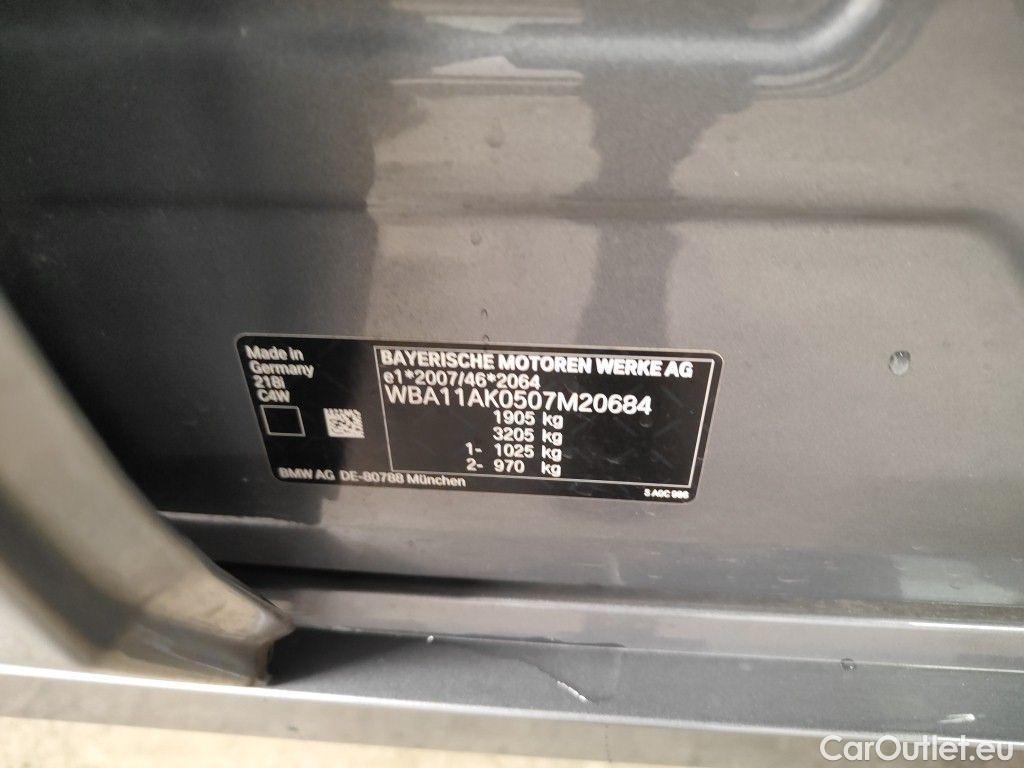 Made in
Germany
218i
C4W
BAYERISCHE MOTOREN WERKE AG
e1*2007/46*2064
WBA11AK0507M20684
1905 kg
3205 kg
1- 1025 kg
2- 970 kg
BMW AG DE-80788 München
CarOutlet.eu